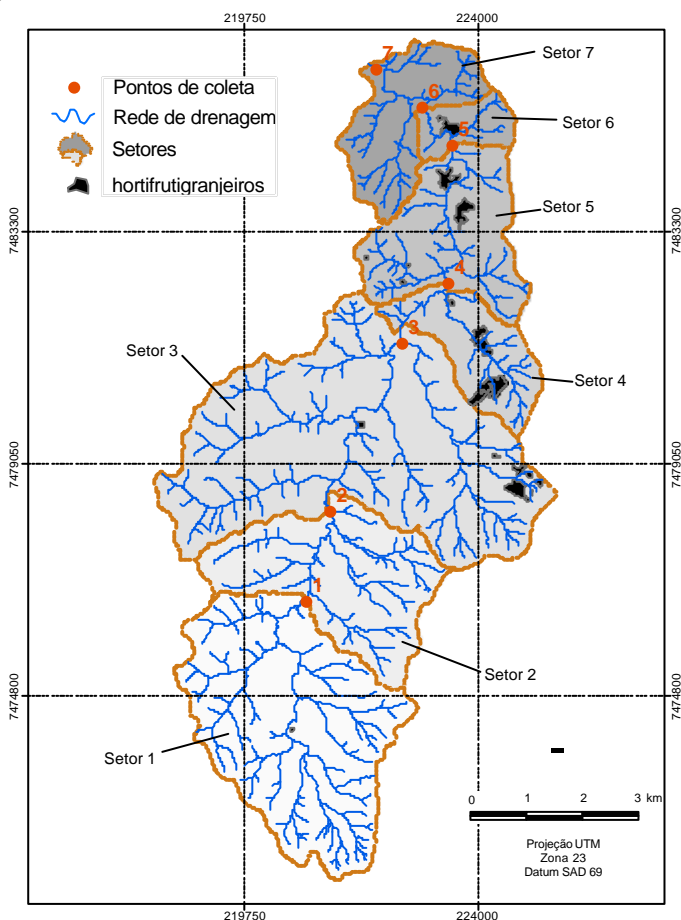 219750 224000
Pontos de coleta
Rede de drenagem
Setores
hortifrutigranjeiros
7
Setor 7
6
Setor 6
5
Setor 5
7483300 7483300
4
3
Setor 3
Setor 4
7479050 7479050
2
1
Setor 2
7474800 7474800
Setor 1
0 1 2 3 km
Projeção UTM
Zona 23
Datum SAD 69
219750 224000